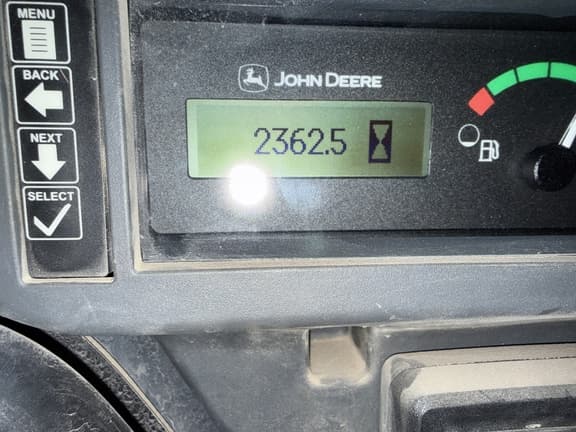 MENU
BACK
NEXT
SELECT
JOHN DEERE
2362.5